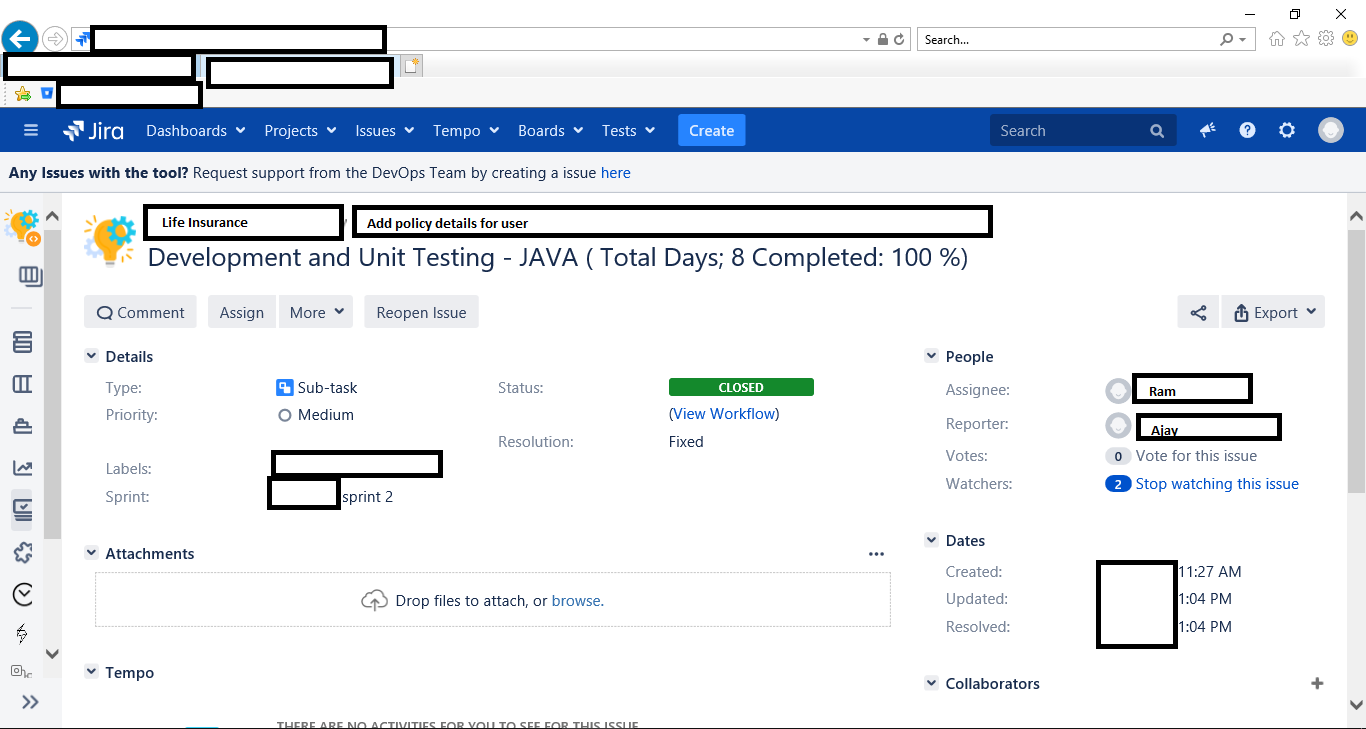 Search...
Jira Dashboards Projects Issues Tempo Boards Tests Create Search
Any Issues with the tool? Request support from the DevOps Team by creating a issue here
Life Insurance / Add policy details for user
Development and Unit Testing - JAVA ( Total Days; 8 Completed: 100 %)
Comment Assign More Reopen Issue Export
Details
Type: Sub-task Status: CLOSED
Priority: Medium (View Workflow)
Resolution: Fixed
Labels:
Sprint: sprint 2
Attachments
Drop files to attach, or browse.
Tempo
THERE ARE NO ACTIVITIES FOR YOU TO SEE FOR THIS ISSUE
People
Assignee: Ram
Reporter: Ajay
Votes: 0 Vote for this issue
Watchers: 2 Stop watching this issue
Dates
Created: 11:27 AM
Updated: 1:04 PM
Resolved: 1:04 PM
Collaborators